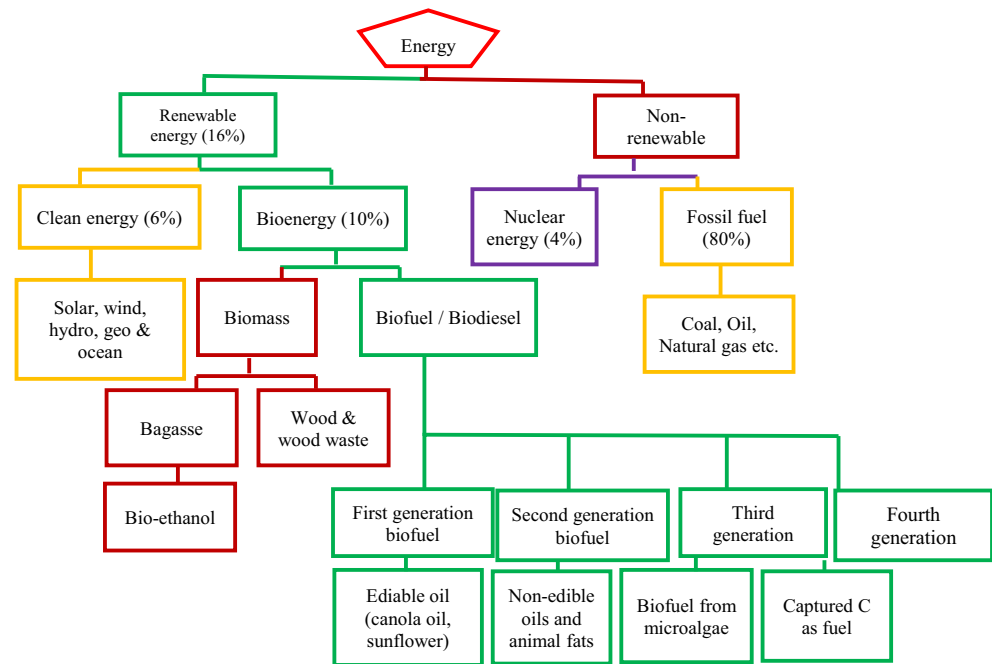 Energy
Renewable
energy (16%)
Non-
renewable
Clean energy (6%)
Bioenergy (10%)
Nuclear
energy (4%)
Fossil fuel
(80%)
Solar, wind,
hydro, geo &
ocean
Biomass
Biofuel / Biodiesel
Coal, Oil,
Natural gas etc.
Bagasse
Wood &
wood waste
Bio-ethanol
First generation
biofuel
Second generation
biofuel
Third
generation
Fourth
generation
Ediable oil
(canola oil,
sunflower)
Non-edible
oils and
animal fats
Biofuel from
microalgae
Captured C
as fuel